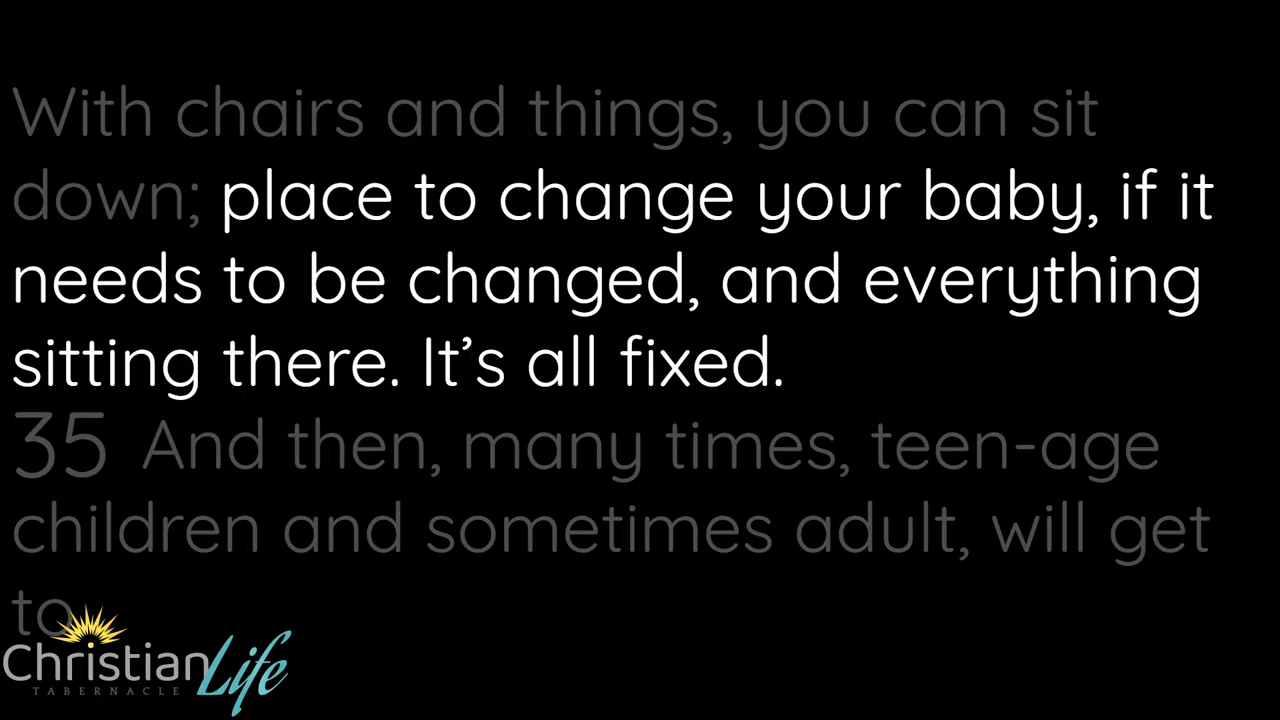 With chairs and things, you can sit
down; place to change your baby, if it
needs to be changed, and everything
sitting there. It’s all fixed.
35 And then, many times, teen-age
children and sometimes adult, will get
to
Christian Life
TABERNACLE